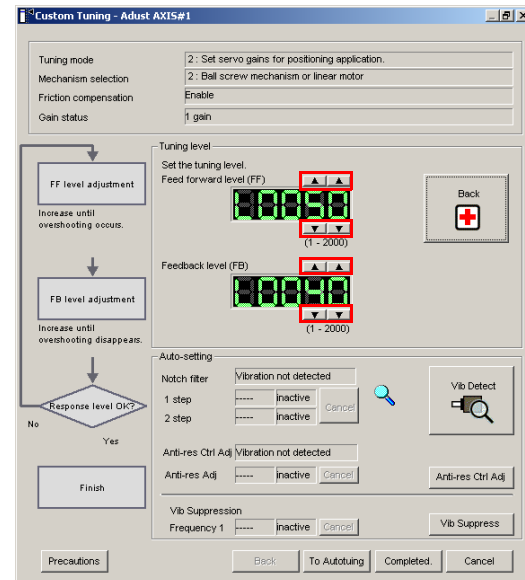 Custom Tuning - Adust AXIS#1
Tuning mode
2 : Set servo gains for positioning application.
Mechanism selection
2 : Ball screw mechanism or linear motor
Friction compensation
Enable
Gain status
1 gain
FF level adjustment
Increase until
overshooting occurs.
FB level adjustment
Increase until
overshooting disappears.
Response level OK?
No
Yes
Finish
Tuning level
Set the tuning level.
Feed forward level (FF)
L0050
(1 - 2000)
Feedback level (FB)
L0040
(1 - 2000)
Back
Auto-setting
Notch filter
Vibration not detected
1 step
-----
inactive
Cancel
2 step
-----
inactive
Vib Detect
Anti-res Ctrl Adj
Vibration not detected
Anti-res Adj
-----
inactive
Cancel
Anti-res Ctrl Adj
Vib Suppression
Frequency 1
-----
inactive
Cancel
Vib Suppress
Precautions
Back
To Autotuing
Completed.
Cancel